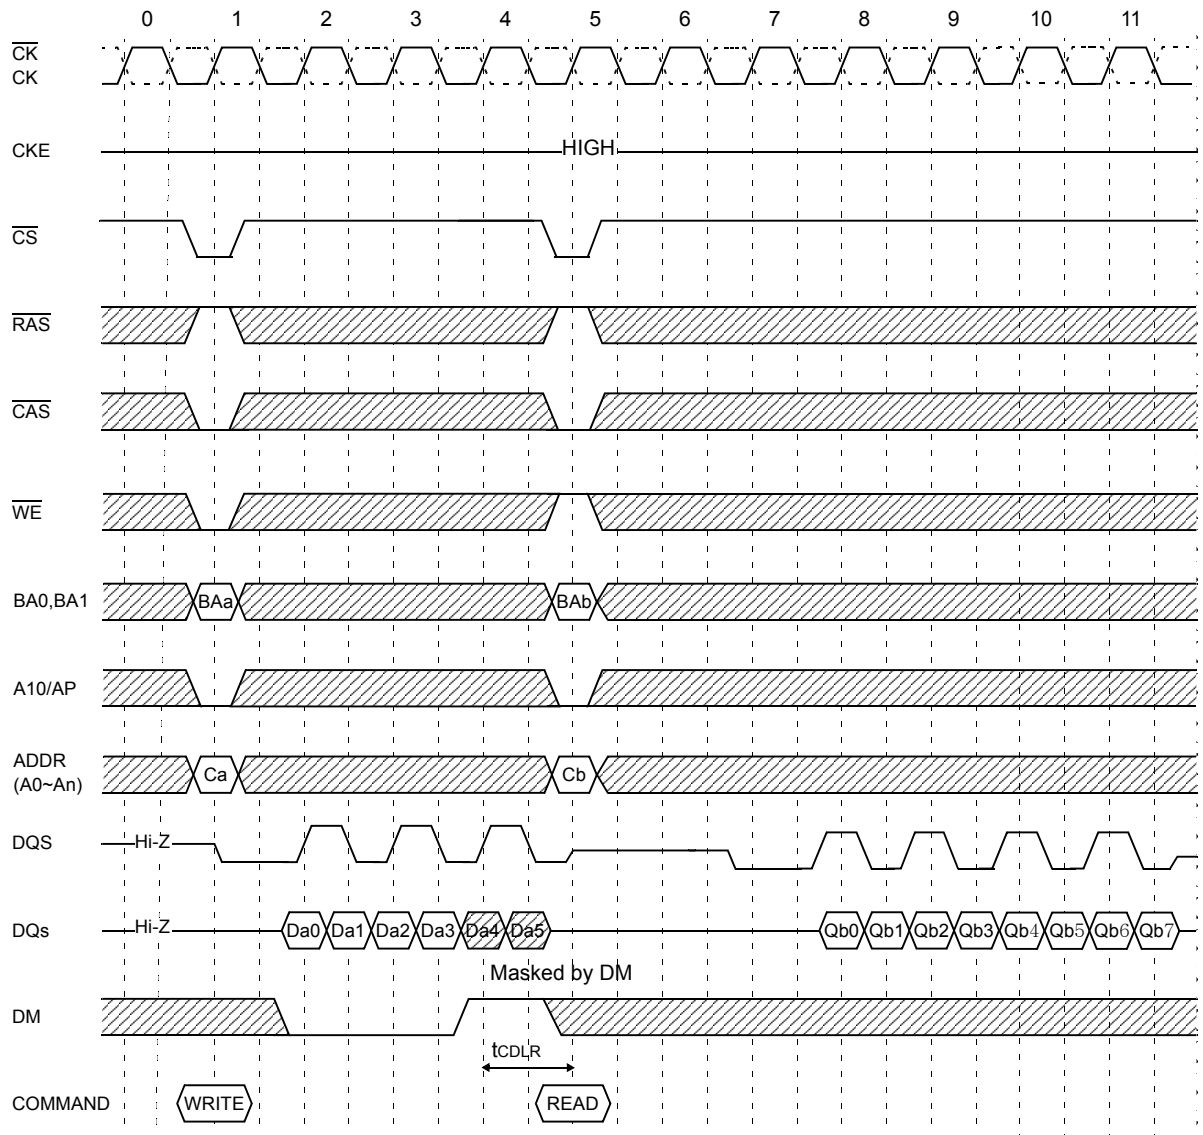 0 1 2 3 4 5 6 7 8 9 10 11
CK
CK
CKE HIGH
CS
RAS
CAS
WE
BA0,BA1 BAa BAb
A10/AP
ADDR
(A0~An) Ca Cb
DQS Hi-Z
DQs Hi-Z Da0 Da1 Da2 Da3 Da4 Da5 Qb0 Qb1 Qb2 Qb3 Qb4 Qb5 Qb6 Qb7
Masked by DM
DM
tCDLR
COMMAND WRITE READ